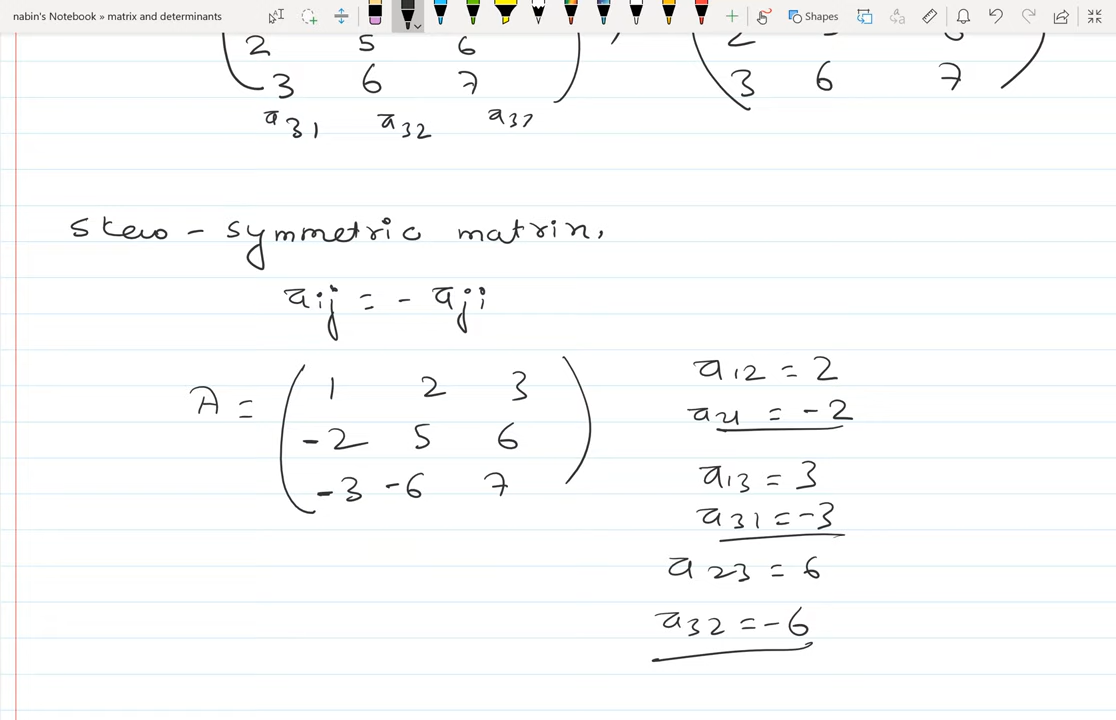 nabin's Notebook » matrix and determinants
Shapes
2 5 6
3 6 7
a31 a32 a33
3 6 7
Skew - symmetric matrix,
aij = - aji
A = ( 1 2 3
-2 5 6
-3 -6 7 )
a12 = 2
a21 = -2
a13 = 3
a31 = -3
a23 = 6
a32 = -6